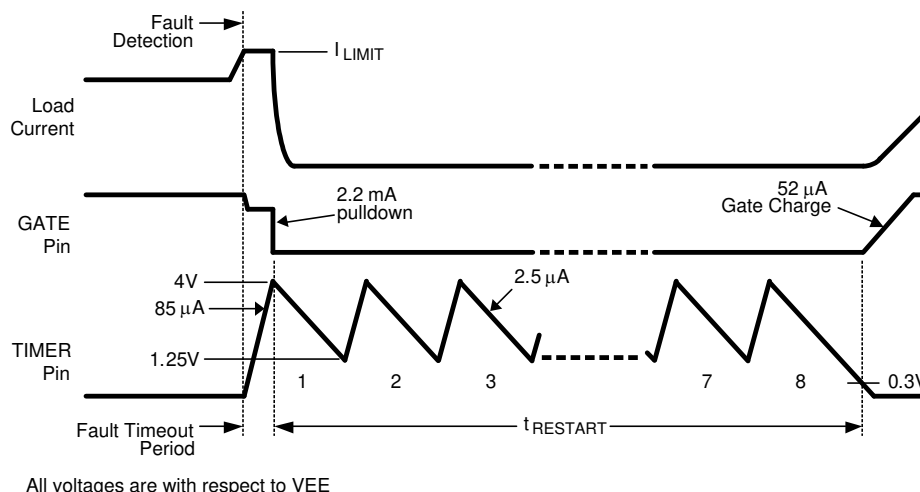 Fault
Detection
I LIMIT
Load
Current
2.2 mA
pulldown
52 μA
Gate Charge
GATE
Pin
4V
2.5 μA
85 μA
TIMER
Pin
1.25V
1
2
3
7
8
0.3V
Fault Timeout
Period
t RESTART
All voltages are with respect to VEE